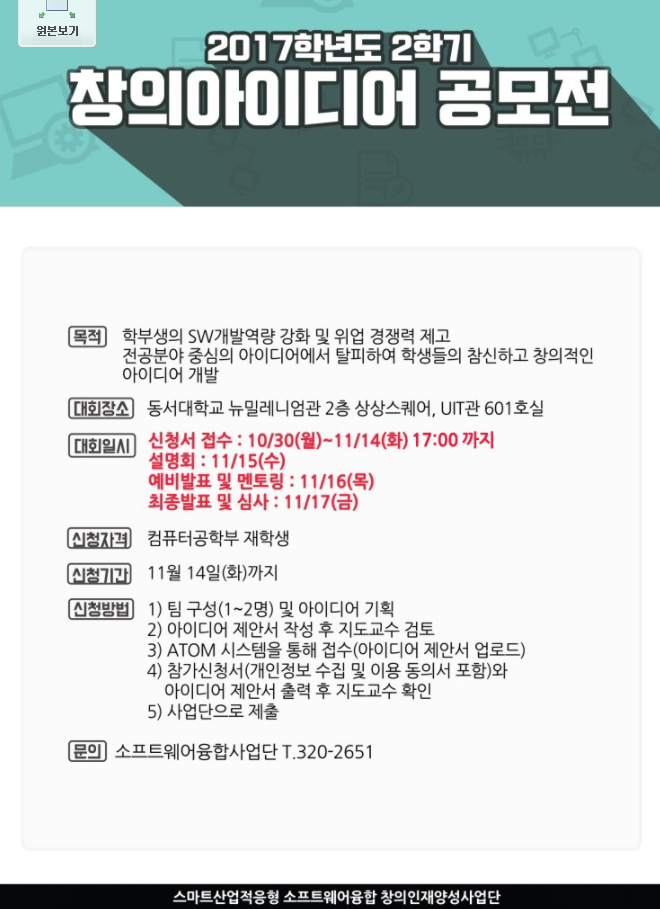 원본보기
2017학년도 2학기
창의아이디어 공모전
목적 학부생의 SW개발역량 강화 및 위업 경쟁력 제고
전공분야 중심의 아이디어에서 탈피하여 학생들의 참신하고 창의적인
아이디어 개발
대회장소 동서대학교 뉴밀레니엄관 2층 상상스퀘어, UIT관 601호실
대회일시 신청서 접수 : 10/30(월)~11/14(화) 17:00 까지
설명회 : 11/15(수)
예비발표 및 멘토링 : 11/16(목)
최종발표 및 심사 : 11/17(금)
신청자격 컴퓨터공학부 재학생
신청기간 11월 14일(화)까지
신청방법 1) 팀 구성(1~2명) 및 아이디어 기획
2) 아이디어 제안서 작성 후 지도교수 검토
3) ATOM 시스템을 통해 접수(아이디어 제안서 업로드)
4) 참가신청서(개인정보 수집 및 이용 동의서 포함)와
아이디어 제안서 출력 후 지도교수 확인
5) 사업단으로 제출
문의 소프트웨어융합사업단 T.320-2651
스마트산업적응형 소프트웨어융합 창의인재양성사업단